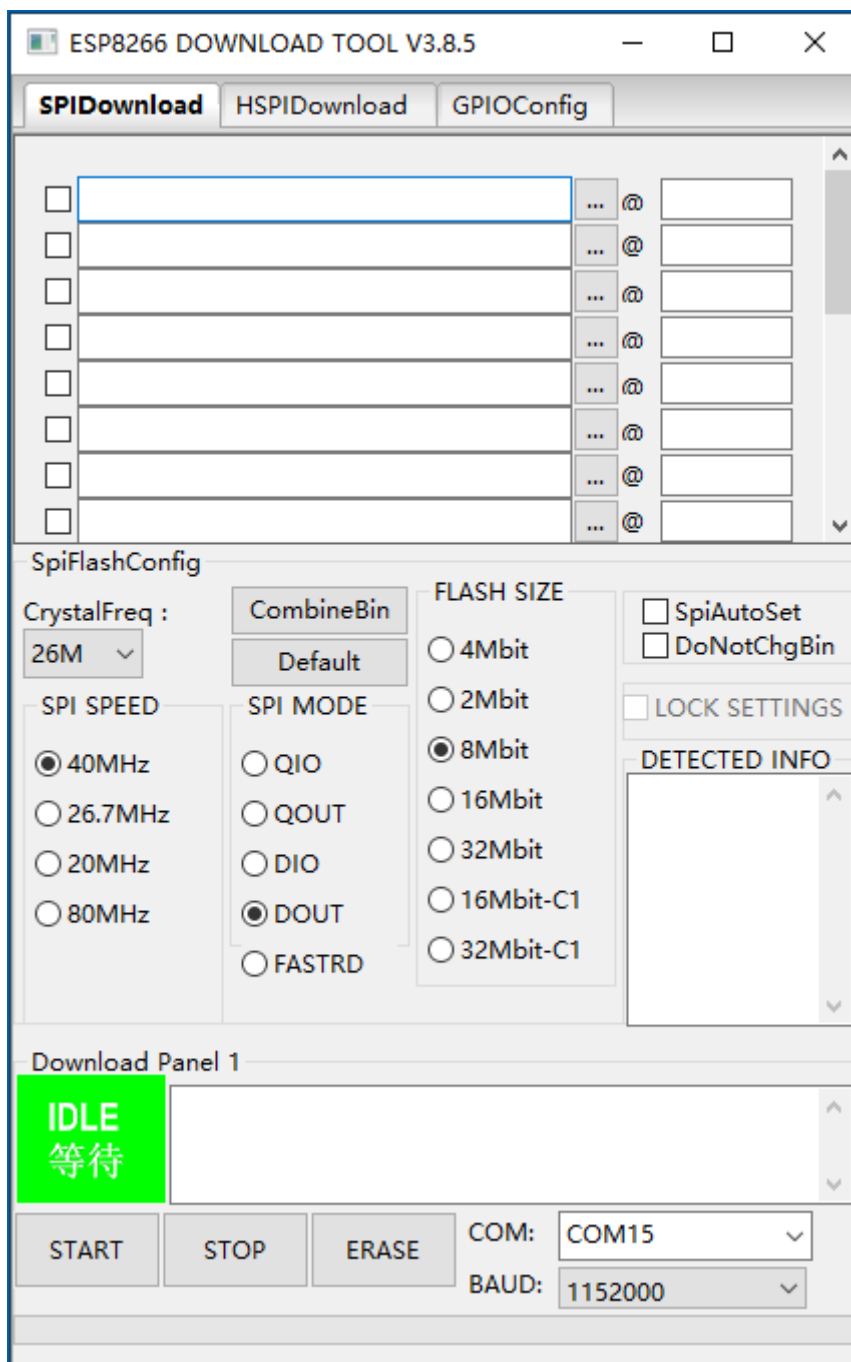 ESP8266 DOWNLOAD TOOL V3.8.5
SPIDownload HSPIDownload GPIOConfig
... @
... @
... @
... @
... @
... @
... @
... @
SpiFlashConfig
CrystalFreq :
26M
CombineBin
Default
SPI SPEED
40MHz
26.7MHz
20MHz
80MHz
SPI MODE
QIO
QOUT
DIO
DOUT
FASTRD
FLASH SIZE
4Mbit
2Mbit
8Mbit
16Mbit
32Mbit
16Mbit-C1
32Mbit-C1
SpiAutoSet
DoNotChgBin
LOCK SETTINGS
DETECTED INFO
Download Panel 1
IDLE
等待
START STOP ERASE
COM: COM15
BAUD: 1152000